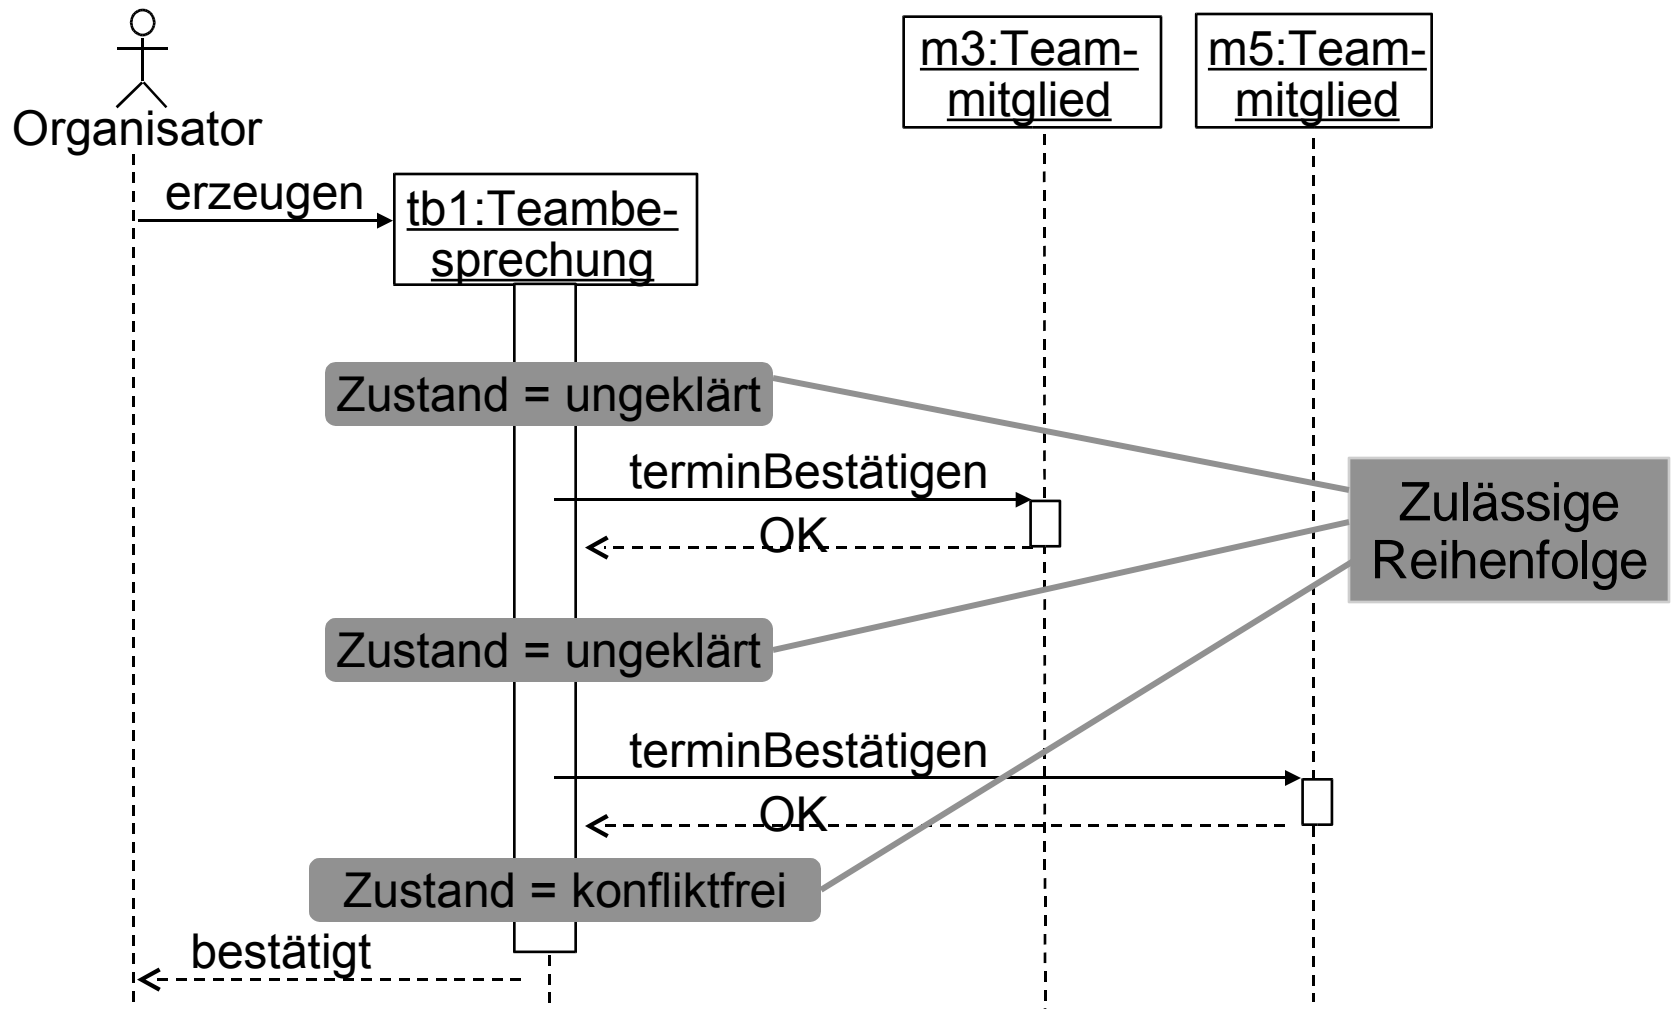 m3:Team-
mitglied
m5:Team-
mitglied
Organisator
erzeugen
tb1:Teambe-
sprechung
Zustand = ungeklärt
terminBestätigen
OK
Zulässige
Reihenfolge
Zustand = ungeklärt
terminBestätigen
OK
Zustand = konfliktfrei
bestätigt